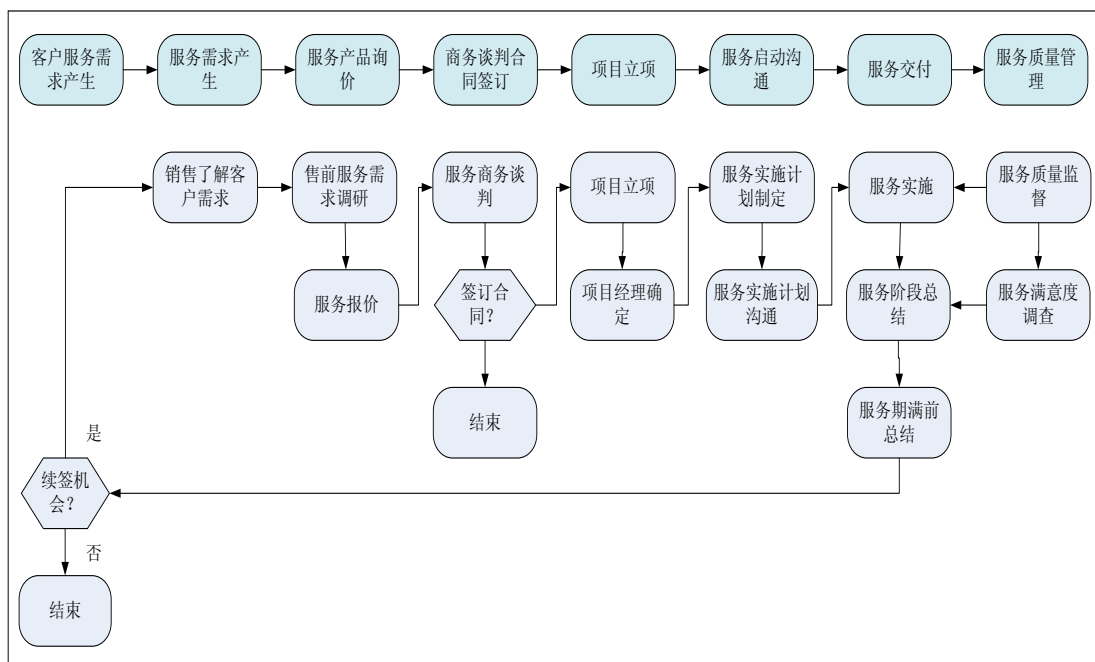 客户服务需
求产生
服务需求产
生
服务产品询
价
商务谈判合
同签订
项目立项
服务启动沟
通
服务交付
服务质量管
理
销售了解客
户需求
售前服务需
求调研
服务商务谈
判
项目立项
服务实施计
划制定
服务实施
服务质量监
督
服务报价
签订合
同？
项目经理确
定
服务实施计划
沟通
服务阶段总
结
服务满意度
调查
结束
服务期满前
总结
是
续签机
会？
否
结束